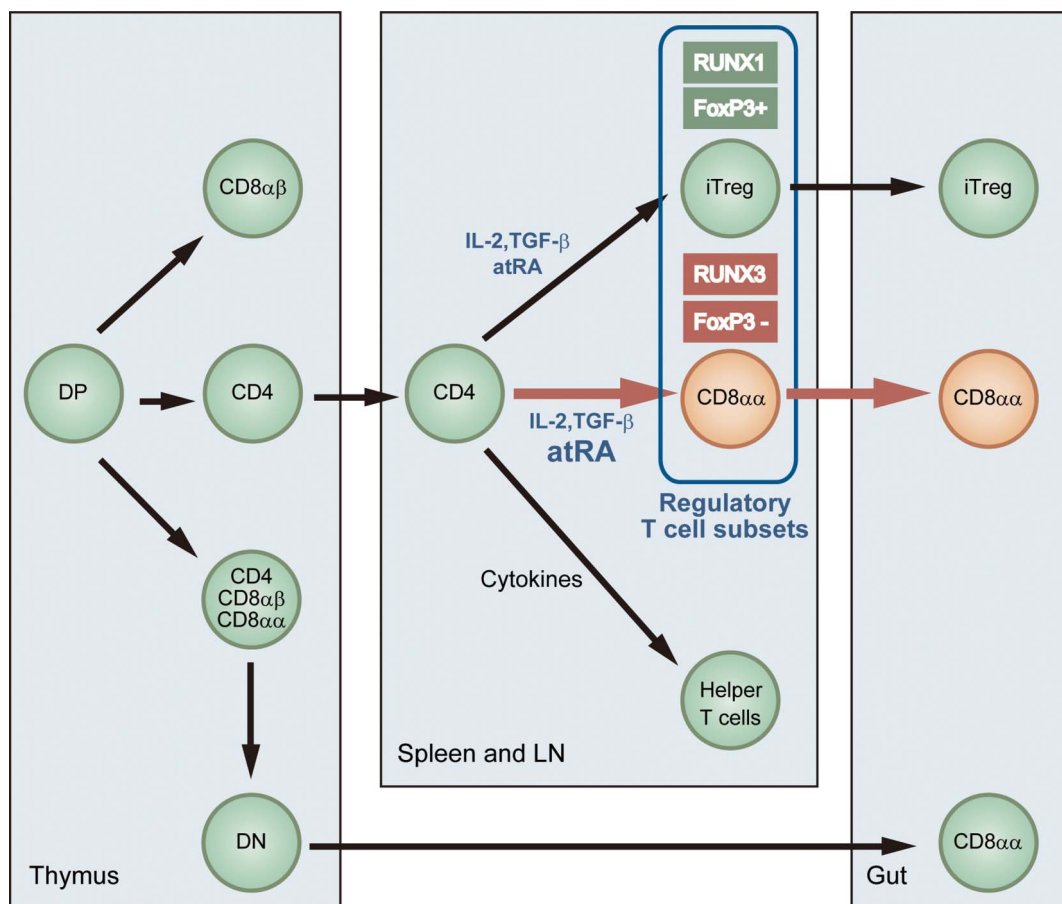 CD8αβ
DP
CD4
CD4
CD8αβ
CD8αα
DN
Thymus
RUNX1
FoxP3+
iTreg
IL-2,TGF-β
atRA
RUNX3
FoxP3 -
CD4
CD8αα
IL-2,TGF-β
atRA
Regulatory
T cell subsets
Cytokines
Helper
T cells
Spleen and LN
iTreg
CD8αα
CD8αα
Gut